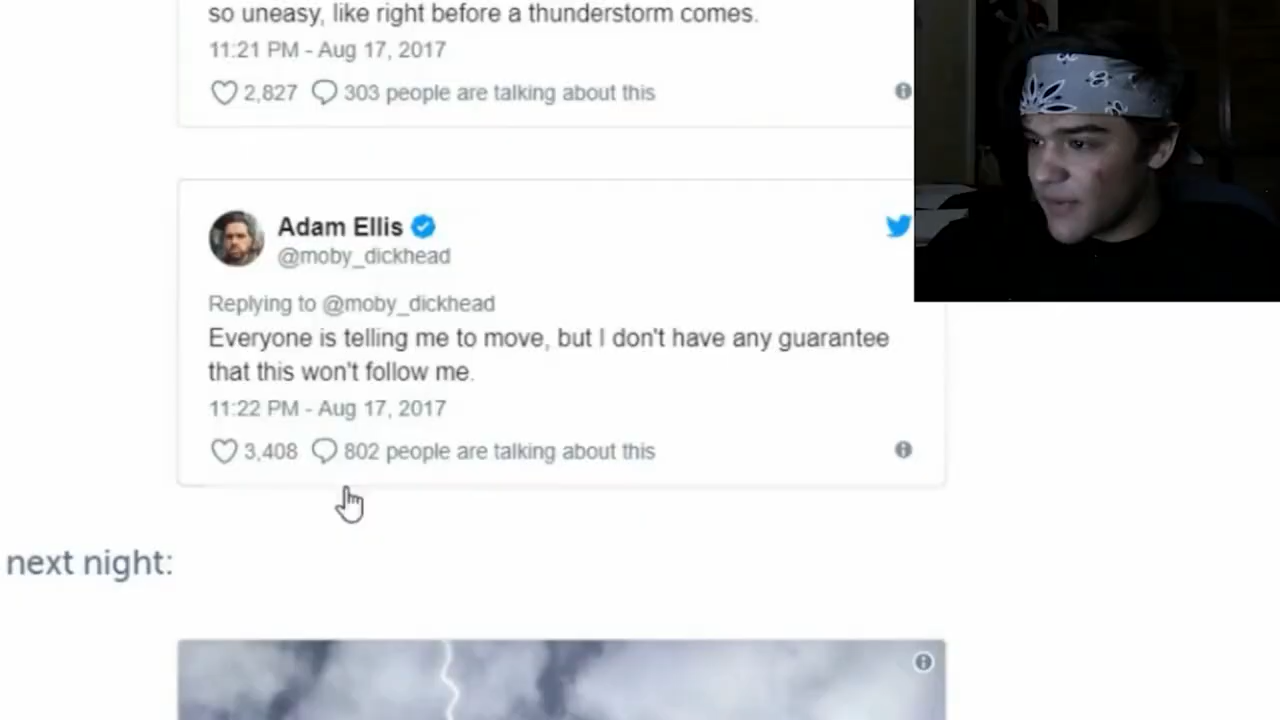 so uneasy, like right before a thunderstorm comes.
11:21 PM - Aug 17, 2017
2,827 303 people are talking about this
Adam Ellis
@moby_dickhead
Replying to @moby_dickhead
Everyone is telling me to move, but I don't have any guarantee
that this won't follow me.
11:22 PM - Aug 17, 2017
3,408 802 people are talking about this
next night: